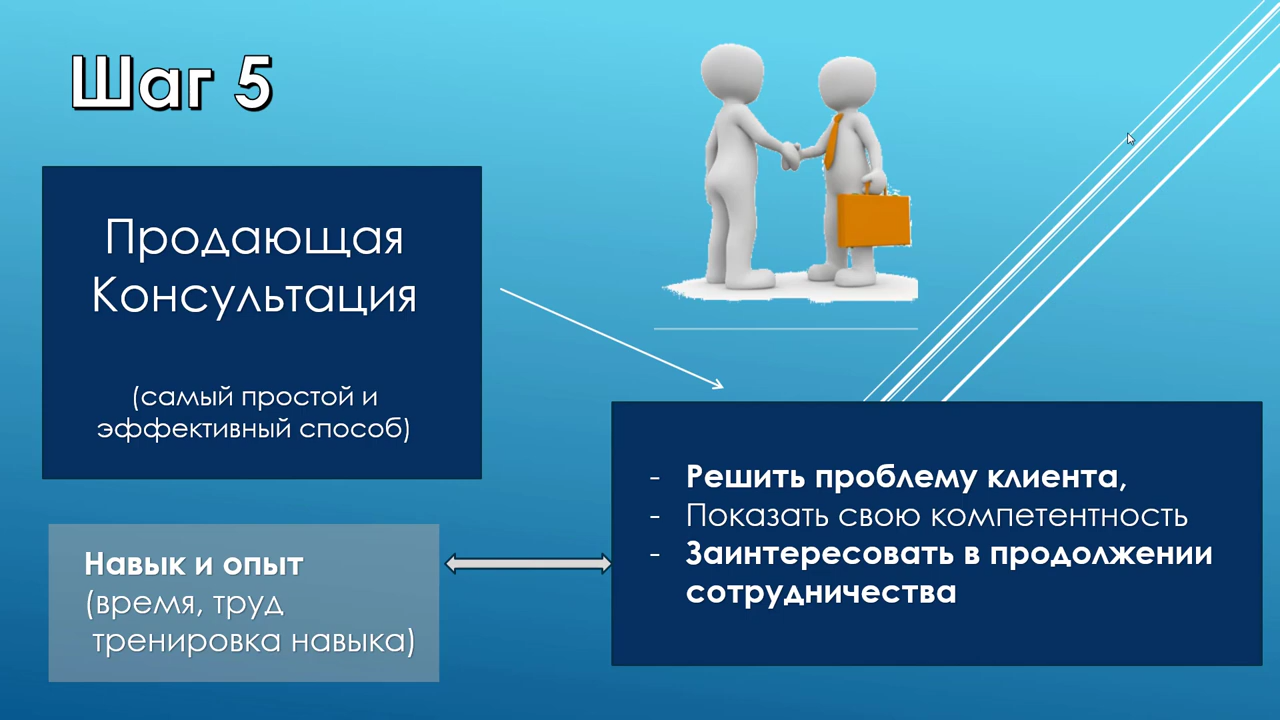 Шаг 5
Продающая
Консультация
(самый простой и
эффективный способ)
- Решить проблему клиента,
- Показать свою компетентность
- Заинтересовать в продолжении
сотрудничества
Навык и опыт
(время, труд
тренировка навыка)